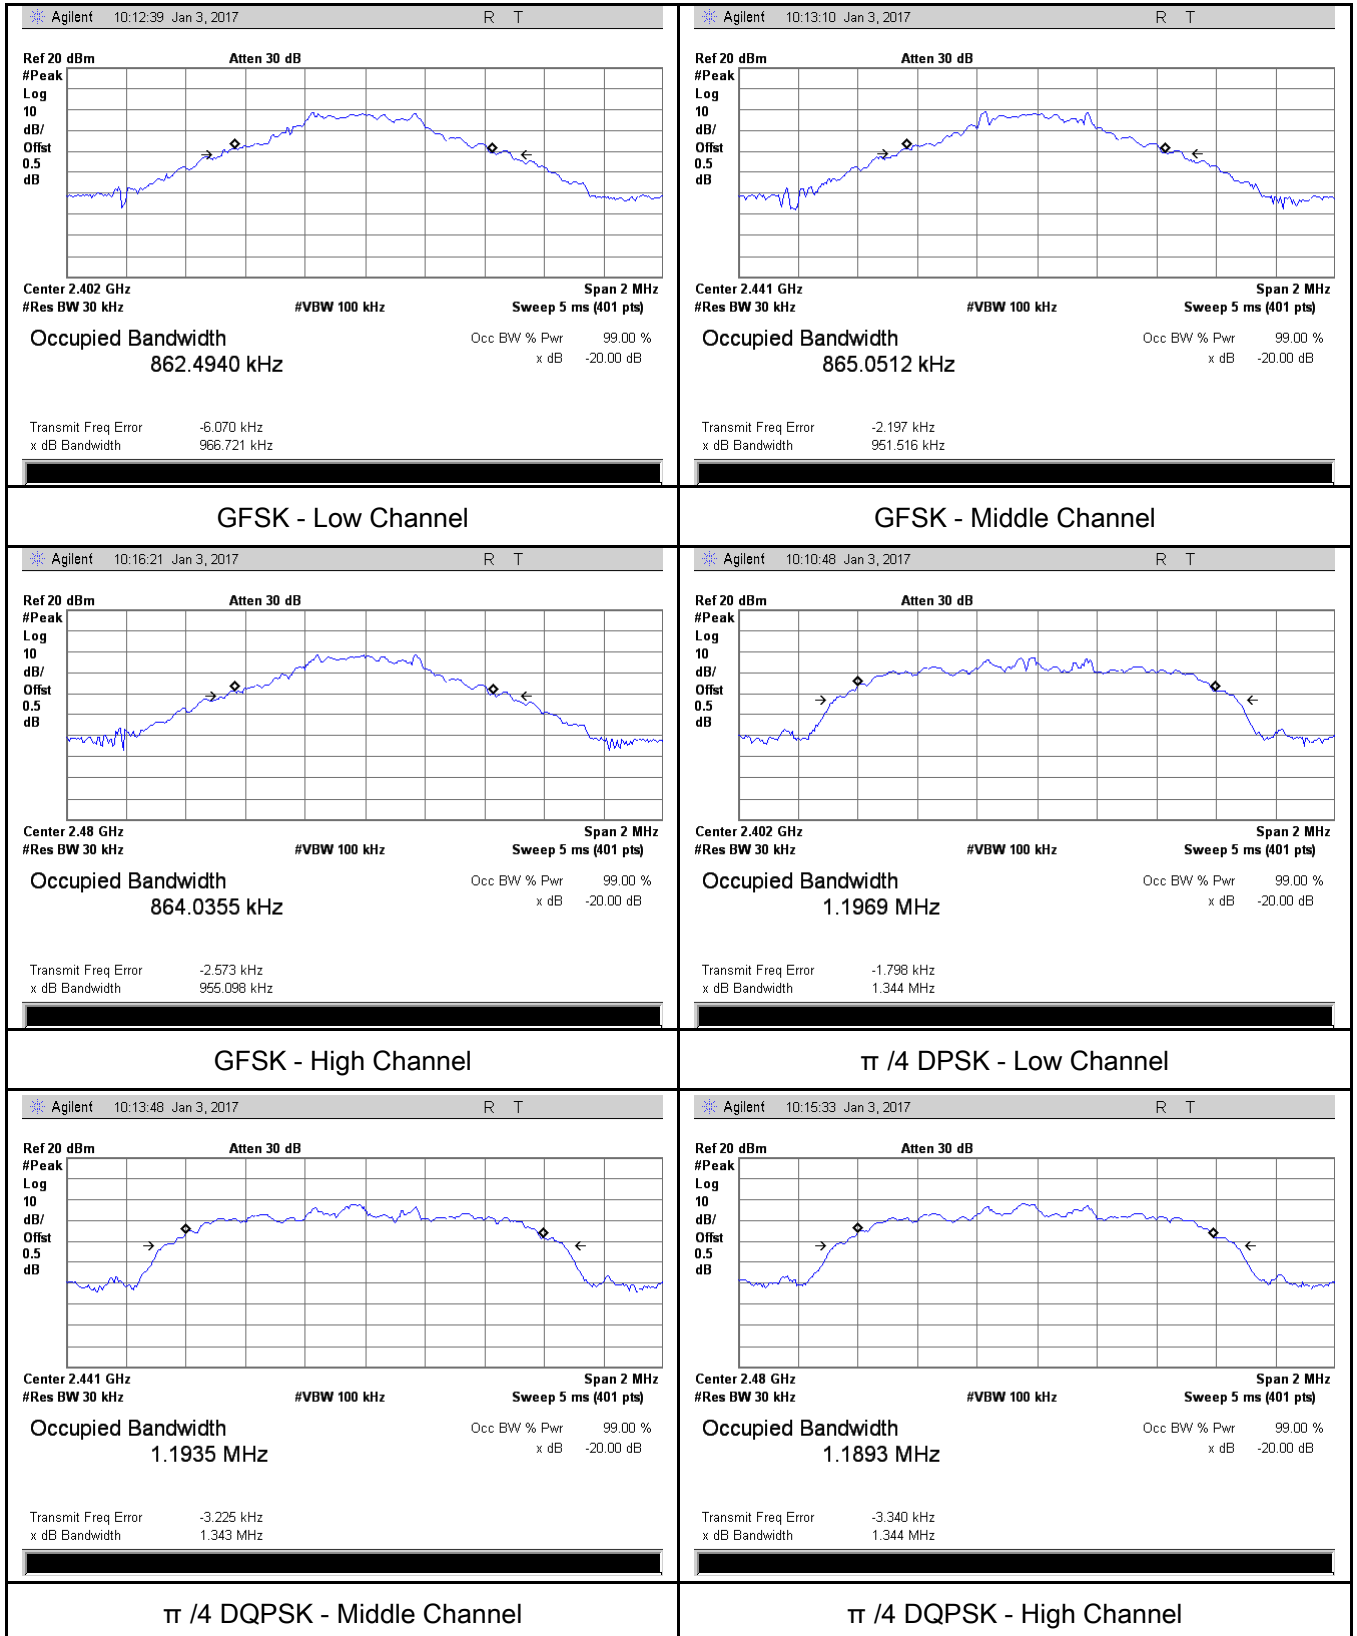 Agilent 10:12:39 Jan 3, 2017 R T
Ref 20 dBm Atten 30 dB
#Peak
Log
10
dB/
Offst
0.5
dB
Center 2.402 GHz Span 2 MHz
#Res BW 30 kHz #VBW 100 kHz Sweep 5 ms (401 pts)
Occupied Bandwidth Occ BW % Pwr 99.00 %
862.4940 kHz x dB -20.00 dB
Transmit Freq Error -6.070 kHz
x dB Bandwidth 966.721 kHz
GFSK - Low Channel
Agilent 10:13:10 Jan 3, 2017 R T
Ref 20 dBm Atten 30 dB
#Peak
Log
10
dB/
Offst
0.5
dB
Center 2.441 GHz Span 2 MHz
#Res BW 30 kHz #VBW 100 kHz Sweep 5 ms (401 pts)
Occupied Bandwidth Occ BW % Pwr 99.00 %
865.0512 kHz x dB -20.00 dB
Transmit Freq Error -2.197 kHz
x dB Bandwidth 951.516 kHz
GFSK - Middle Channel
Agilent 10:16:21 Jan 3, 2017 R T
Ref 20 dBm Atten 30 dB
#Peak
Log
10
dB/
Offst
0.5
dB
Center 2.48 GHz Span 2 MHz
#Res BW 30 kHz #VBW 100 kHz Sweep 5 ms (401 pts)
Occupied Bandwidth Occ BW % Pwr 99.00 %
864.0355 kHz x dB -20.00 dB
Transmit Freq Error -2.573 kHz
x dB Bandwidth 955.098 kHz
GFSK - High Channel
Agilent 10:10:48 Jan 3, 2017 R T
Ref 20 dBm Atten 30 dB
#Peak
Log
10
dB/
Offst
0.5
dB
Center 2.402 GHz Span 2 MHz
#Res BW 30 kHz #VBW 100 kHz Sweep 5 ms (401 pts)
Occupied Bandwidth Occ BW % Pwr 99.00 %
1.1969 MHz x dB -20.00 dB
Transmit Freq Error -1.798 kHz
x dB Bandwidth 1.344 MHz
π /4 DPSK - Low Channel
Agilent 10:13:48 Jan 3, 2017 R T
Ref 20 dBm Atten 30 dB
#Peak
Log
10
dB/
Offst
0.5
dB
Center 2.441 GHz Span 2 MHz
#Res BW 30 kHz #VBW 100 kHz Sweep 5 ms (401 pts)
Occupied Bandwidth Occ BW % Pwr 99.00 %
1.1935 MHz x dB -20.00 dB
Transmit Freq Error -3.225 kHz
x dB Bandwidth 1.343 MHz
π /4 DQPSK - Middle Channel
Agilent 10:15:33 Jan 3, 2017 R T
Ref 20 dBm Atten 30 dB
#Peak
Log
10
dB/
Offst
0.5
dB
Center 2.48 GHz Span 2 MHz
#Res BW 30 kHz #VBW 100 kHz Sweep 5 ms (401 pts)
Occupied Bandwidth Occ BW % Pwr 99.00 %
1.1893 MHz x dB -20.00 dB
Transmit Freq Error -3.340 kHz
x dB Bandwidth 1.344 MHz
π /4 DQPSK - High Channel